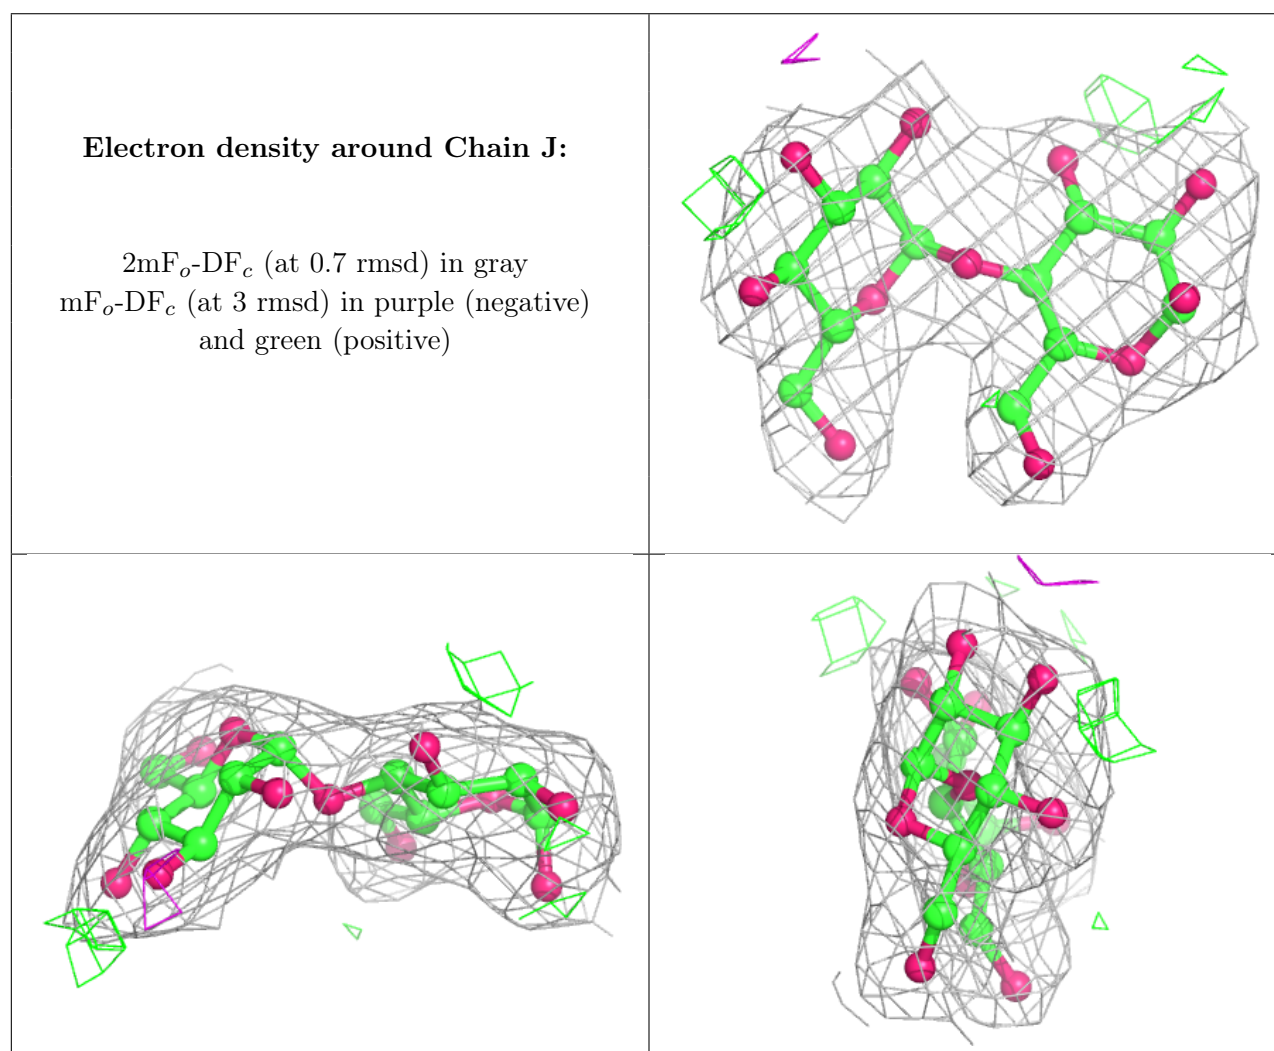 Electron density around Chain J:
2mFₒ-DF𝒸 (at 0.7 rmsd) in gray
mFₒ-DF𝒸 (at 3 rmsd) in purple (negative)
and green (positive)